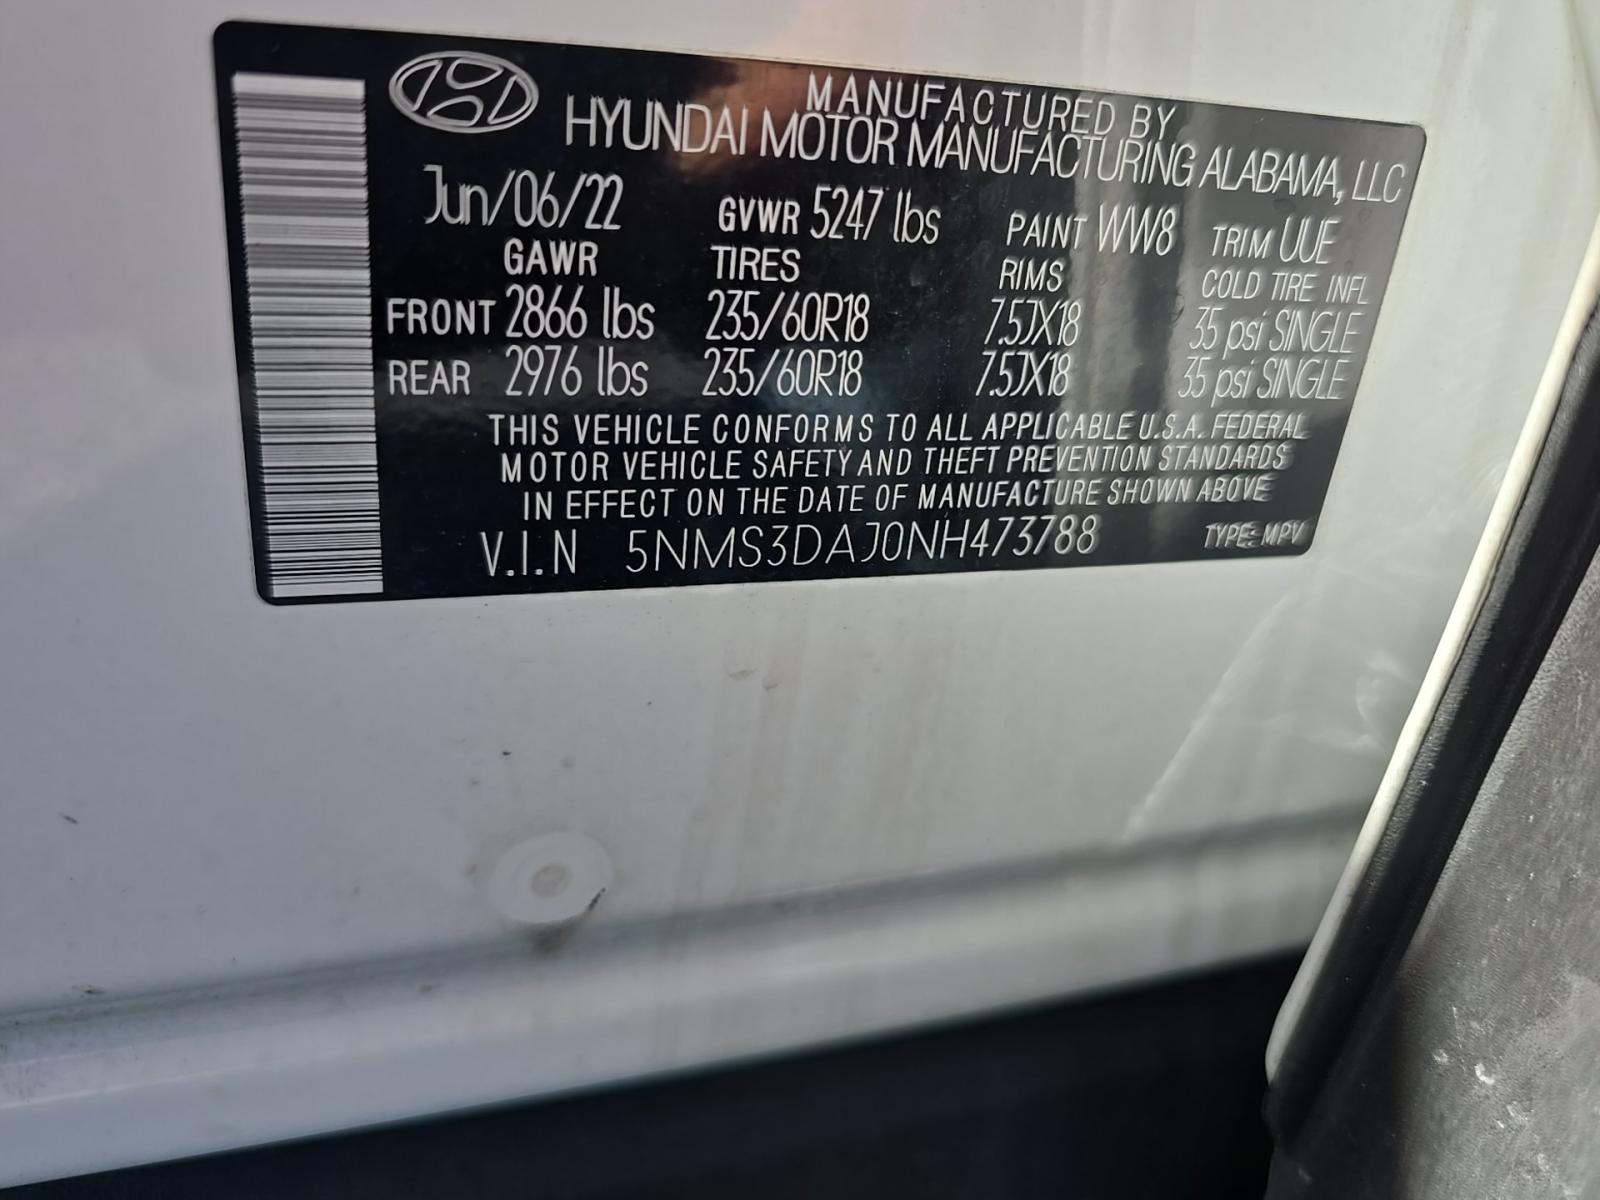 MANUFACTURED BY
HYUNDAI MOTOR MANUFACTURING ALABAMA, LLC
Jun/06/22 GVWR 5247 lbs PAINT WW8 TRIM UUE
GAWR TIRES RIMS COLD TIRE INFL
FRONT 2866 lbs 235/60R18 7.5JX18 35 psi SINGLE
REAR 2976 lbs 235/60R18 7.5JX18 35 psi SINGLE
THIS VEHICLE CONFORMS TO ALL APPLICABLE U.S.A. FEDERAL
MOTOR VEHICLE SAFETY AND THEFT PREVENTION STANDARDS
IN EFFECT ON THE DATE OF MANUFACTURE SHOWN ABOVE
V.I.N 5NMS3DAJ0NH473788 TYPE: MPV